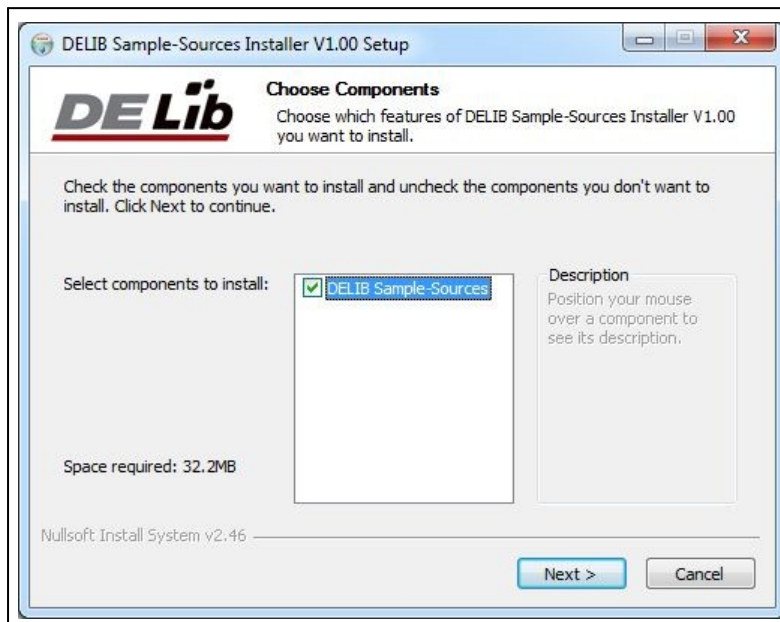 DELIB Sample-Sources Installer V1.00 Setup
DELib
Choose Components
Choose which features of DELIB Sample-Sources Installer V1.00
you want to install.
Check the components you want to install and uncheck the components you don't want to
install. Click Next to continue.
Select components to install:
DELIB Sample-Sources
Description
Position your mouse
over a component to
see its description.
Space required: 32.2MB
Nullsoft Install System v2.46
Next >
Cancel